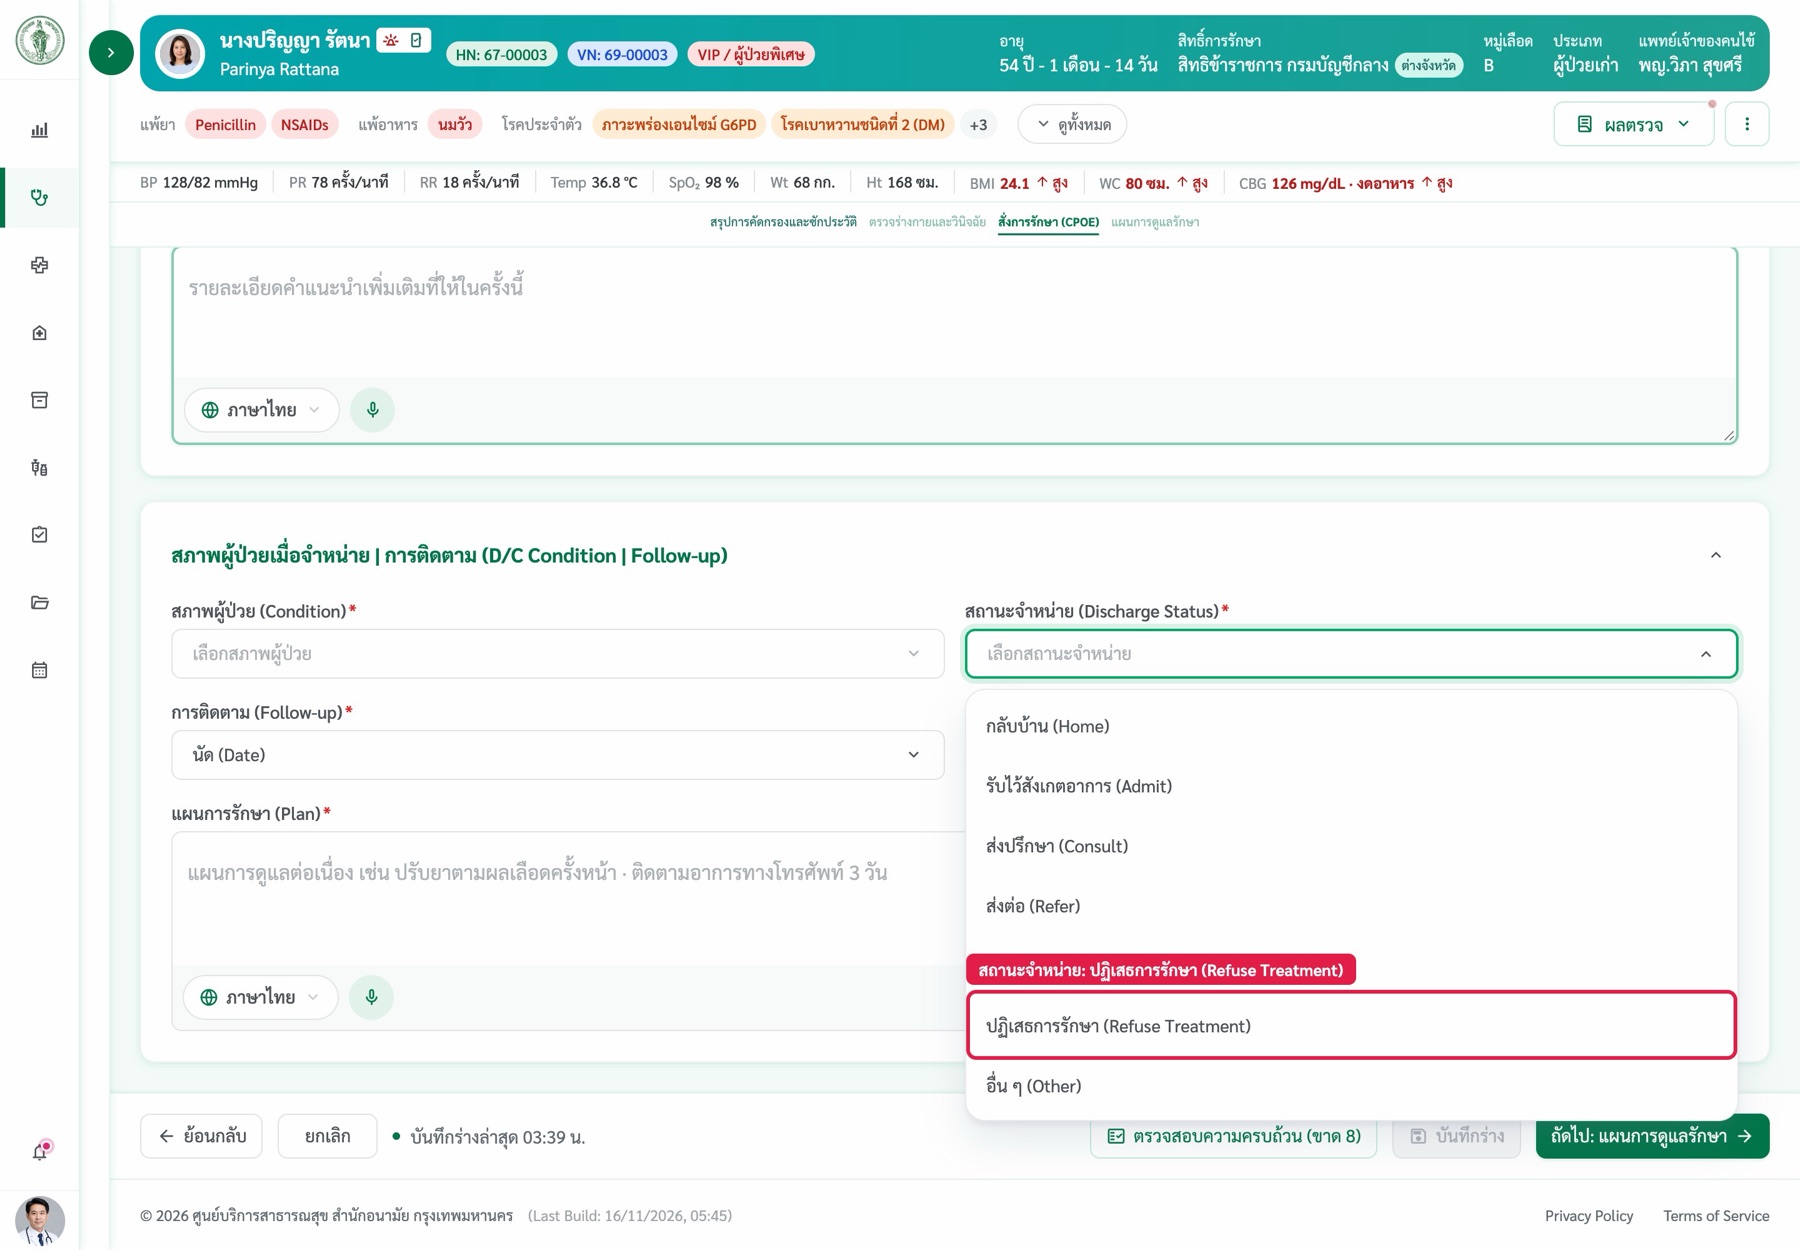 นางปริญญา รัตนา
Parinya Rattana
HN: 67-00003
VN: 69-00003
VIP / ผู้ป่วยพิเศษ
อายุ
54 ปี - 1 เดือน - 14 วัน
สิทธิ์การรักษา
สิทธิข้าราชการ กรมบัญชีกลาง ต่างจังหวัด
หมู่เลือด
B
ประเภท
ผู้ป่วยเก่า
แพทย์เจ้าของคนไข้
พญ.วิภา สุขศรี
แพ้ยา Penicillin NSAIDs แพ้อาหาร นมวัว โรคประจำตัว ภาวะพร่องเอนไซม์ G6PD โรคเบาหวานชนิดที่ 2 (DM) +3 ดูทั้งหมด
ผลตรวจ
BP 128/82 mmHg PR 78 ครั้ง/นาที RR 18 ครั้ง/นาที Temp 36.8 °C SpO₂ 98 % Wt 68 กก. Ht 168 ซม. BMI 24.1 ↑ สูง WC 80 ซม. ↑ สูง CBG 126 mg/dL · งดอาหาร ↑ สูง
สรุปการคัดกรองและซักประวัติ ตรวจร่างกายและวินิจฉัย สั่งการรักษา (CPOE) แผนการดูแลรักษา
รายละเอียดคำแนะนำเพิ่มเติมที่ให้ในครั้งนี้
ภาษาไทย
สภาพผู้ป่วยเมื่อจำหน่าย | การติดตาม (D/C Condition | Follow-up)
สภาพผู้ป่วย (Condition)*
เลือกสภาพผู้ป่วย
สถานะจำหน่าย (Discharge Status)*
เลือกสถานะจำหน่าย
การติดตาม (Follow-up)*
นัด (Date)
แผนการรักษา (Plan)*
แผนการดูแลต่อเนื่อง เช่น ปรับยาตามผลเลือดครั้งหน้า · ติดตามอาการทางโทรศัพท์ 3 วัน
ภาษาไทย
กลับบ้าน (Home)
รับไว้สังเกตอาการ (Admit)
ส่งปรึกษา (Consult)
ส่งต่อ (Refer)
สถานะจำหน่าย: ปฏิเสธการรักษา (Refuse Treatment)
ปฏิเสธการรักษา (Refuse Treatment)
อื่น ๆ (Other)
← ย้อนกลับ
ยกเลิก
• บันทึกร่างล่าสุด 03:39 น.
ตรวจสอบความครบถ้วน (ขาด 8)
บันทึกร่าง
ถัดไป: แผนการดูแลรักษา →
© 2026 ศูนย์บริการสาธารณสุข สำนักอนามัย กรุงเทพมหานคร (Last Build: 16/11/2026, 05:45)
Privacy Policy
Terms of Service